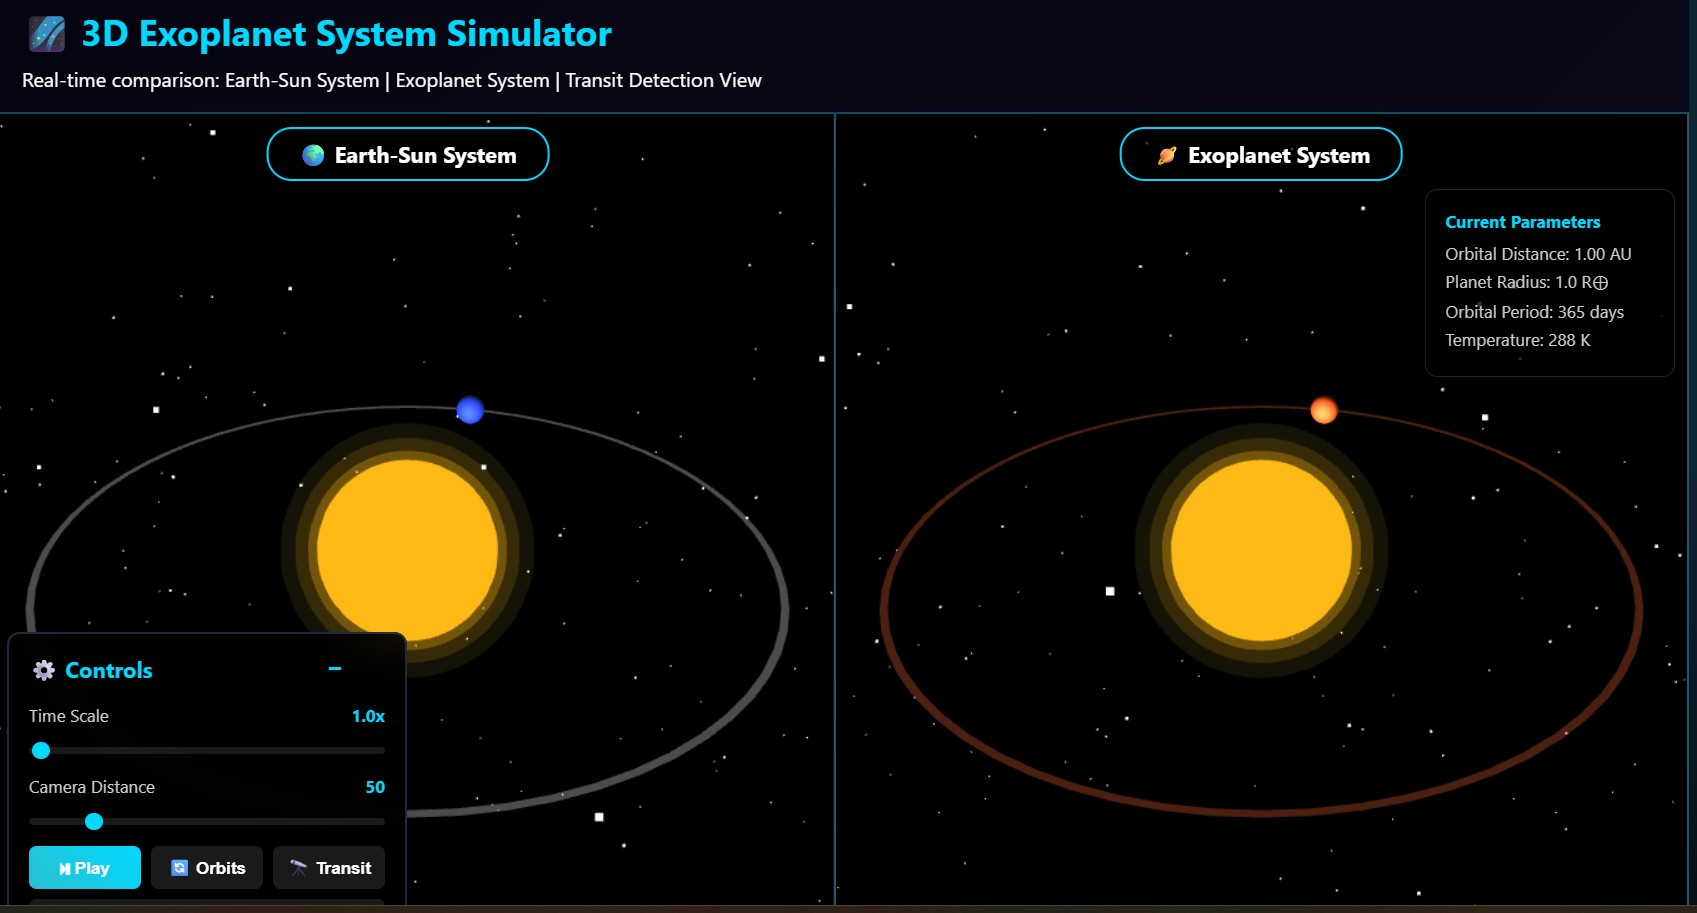 3D Exoplanet System Simulator
Real-time comparison: Earth-Sun System | Exoplanet System | Transit Detection View
Earth-Sun System
Exoplanet System
Current Parameters
Orbital Distance: 1.00 AU
Planet Radius: 1.0 R⊕
Orbital Period: 365 days
Temperature: 288 K
Controls
Time Scale 1.0x
Camera Distance 50
Play Orbits Transit